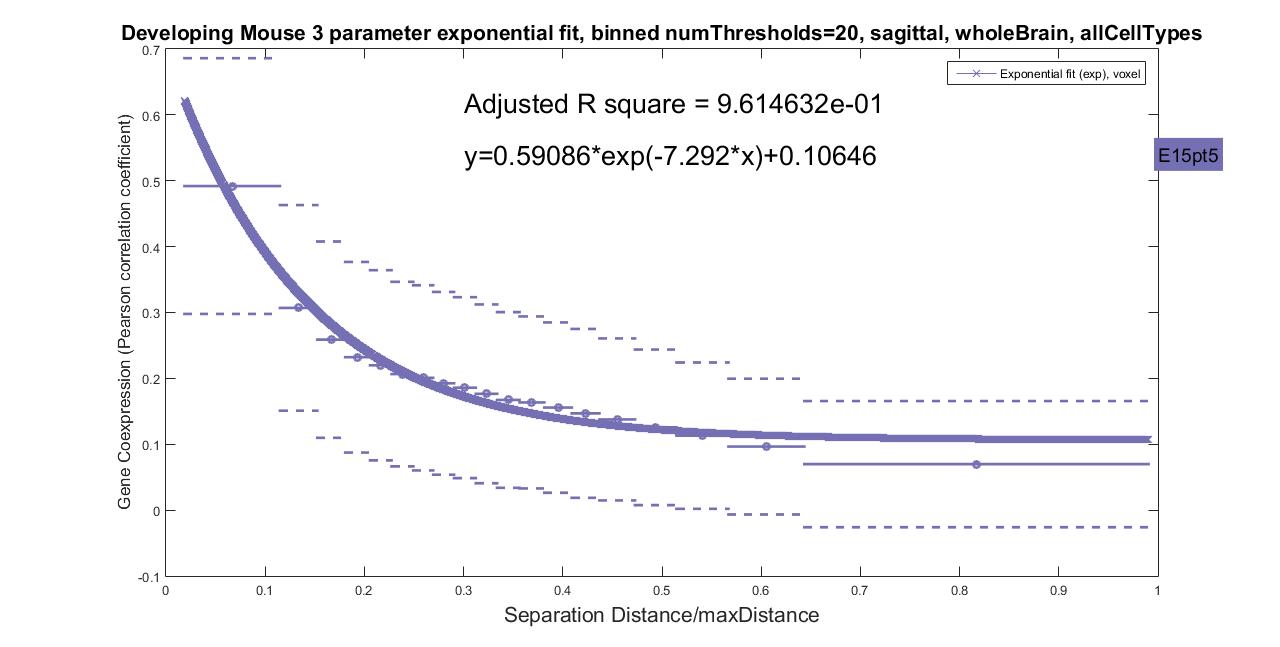 Developing Mouse 3 parameter exponential fit, binned numThresholds=20, sagittal, wholeBrain, allCellTypes
0.7
Exponential fit (exp), voxel
Adjusted R square = 9.614632e-01
0.6
y=0.59086*exp(-7.292*x)+0.10646
E15pt5
0.5
0.4
0.3
0.2
0.1
0
-0.1
Gene Coexpression (Pearson correlation coefficient)
0 0.1 0.2 0.3 0.4 0.5 0.6 0.7 0.8 0.9 1
Separation Distance/maxDistance